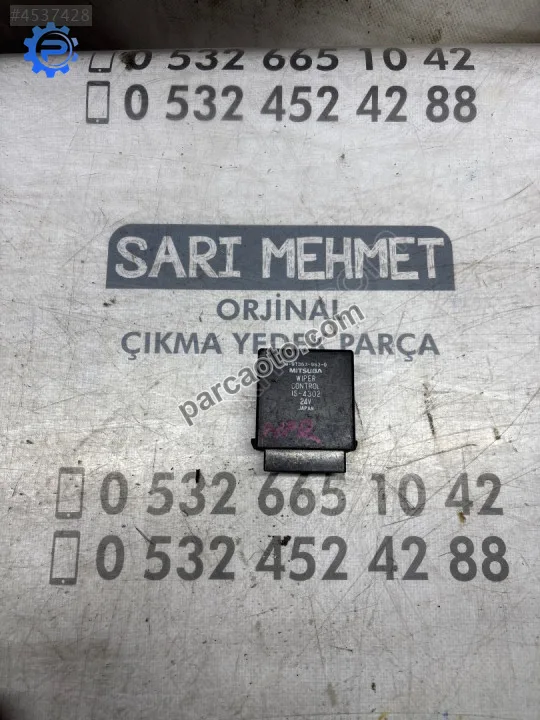 #4537428
0 532 665 10 42
0 532 452 42 88
SARI MEHMET
ORJİNAL
ÇIKMA YEDEK PARÇA
parcaoto.com
MITSUBA
WIPER
CONTROL
IS-4302
24V
JAPAN
0 532 665 10 42
0 532 452 42 88